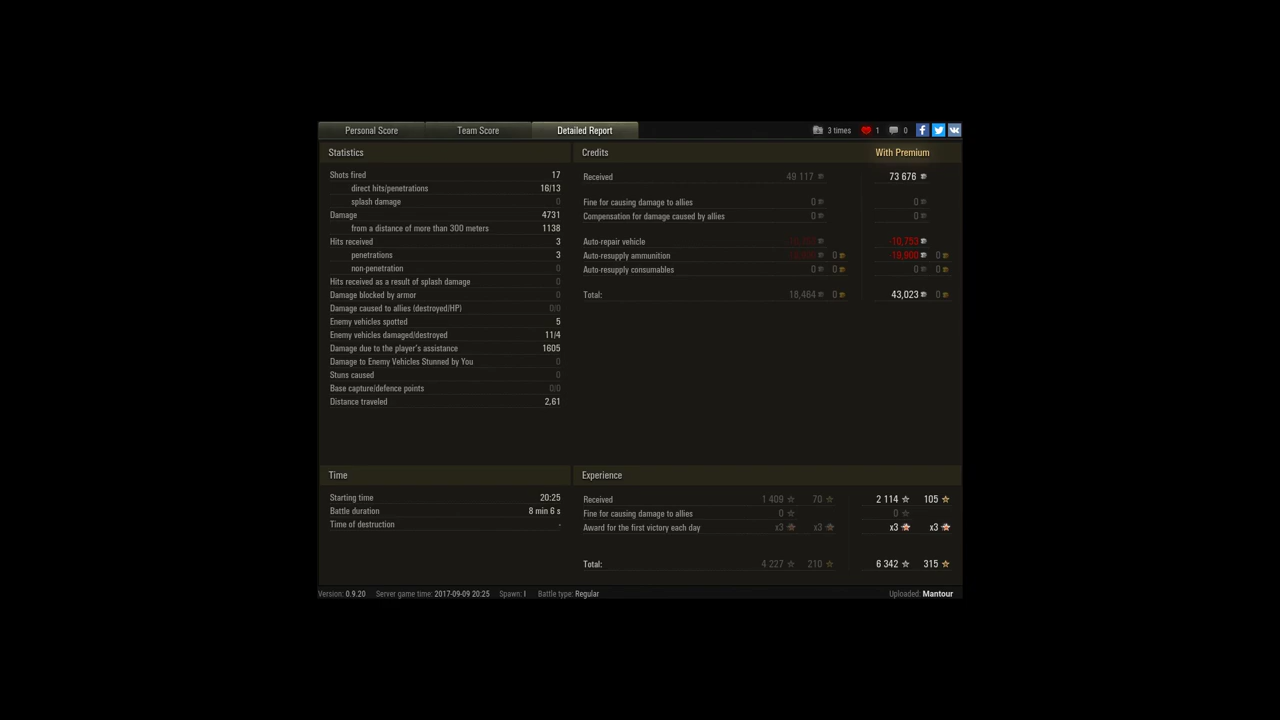 Personal Score Team Score Detailed Report 3 times 1 0
Statistics
Shots fired 17
direct hits/penetrations 16/13
splash damage 0
Damage 4731
from a distance of more than 300 meters 1138
Hits received 3
penetrations 3
non-penetration 0
Hits received as a result of splash damage 0
Damage blocked by armor 0
Damage caused to allies (destroyed/HP) 0/0
Enemy vehicles spotted 5
Enemy vehicles damaged/destroyed 11/4
Damage due to the player's assistance 1605
Damage to Enemy Vehicles Stunned by You 0
Stuns caused 0
Base capture/defence points 0/0
Distance traveled 2,61
Credits With Premium
Received 49 117 73 676
Fine for causing damage to allies 0 0
Compensation for damage caused by allies 0 0
Auto-repair vehicle -10,753
Auto-resupply ammunition 0 -19,900 0
Auto-resupply consumables 0 0 0 0
Total: 18,464 0 43,023 0
Time
Starting time 20:25
Battle duration 8 min 6 s
Time of destruction -
Experience
Received 1 409 70 2 114 105
Fine for causing damage to allies 0 0
Award for the first victory each day x3 x3 x3 x3
Total: 4 227 210 6 342 315
Version: 0.9.20 Server game time: 2017-09-09 20:25 Spawn: I Battle type: Regular Uploaded: Mantour